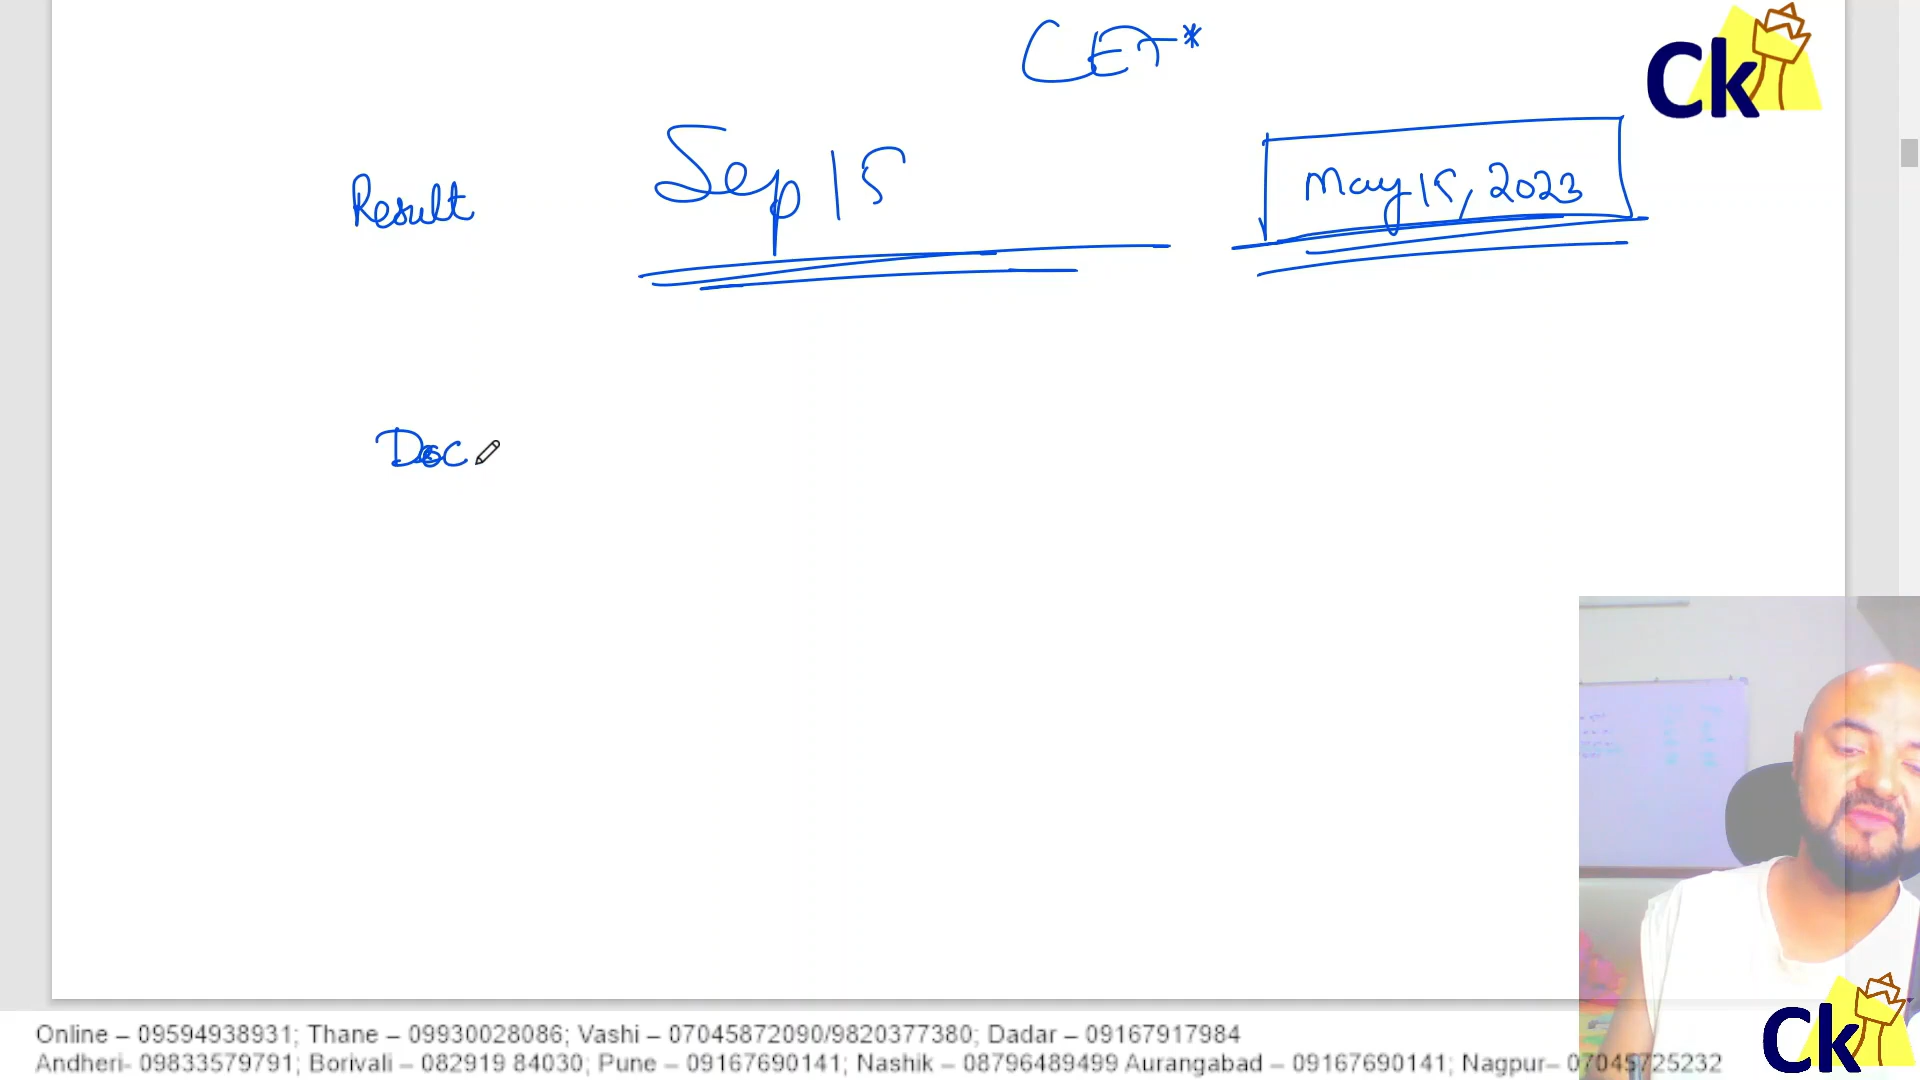 CET*
Ck
Result Sep 15 May 15, 2023
Doc
Online – 09594938931; Thane – 09930028086; Vashi – 07045872090/9820377380; Dadar – 09167917984
Andheri- 09833579791; Borivali – 082919 84030; Pune – 09167690141; Nashik – 08796489499 Aurangabad – 09167690141; Nagpur– 07045725232
Ck